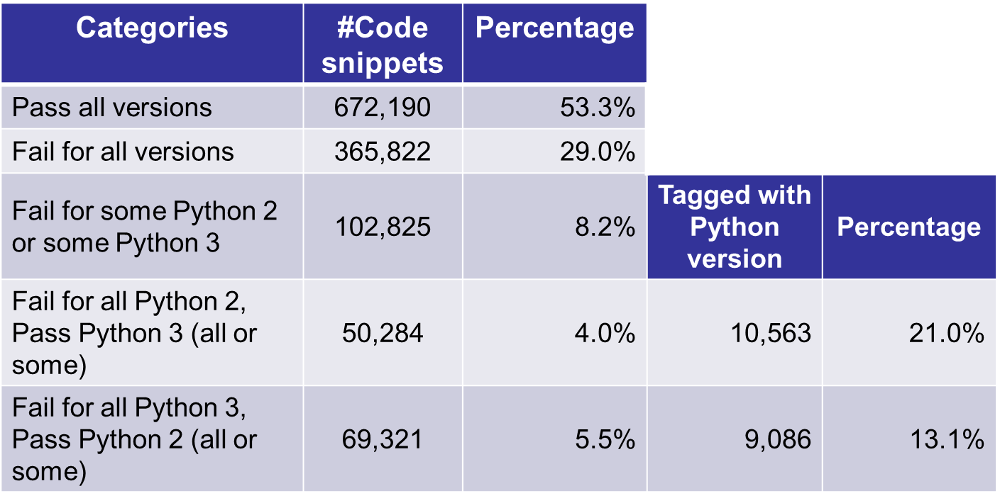 Categories
#Code
snippets
Percentage
Pass all versions
672,190
53.3%
Fail for all versions
365,822
29.0%
Fail for some Python 2
or some Python 3
102,825
8.2%
Tagged with
Python
version
Percentage
Fail for all Python 2,
Pass Python 3 (all or
some)
50,284
4.0%
10,563
21.0%
Fail for all Python 3,
Pass Python 2 (all or
some)
69,321
5.5%
9,086
13.1%